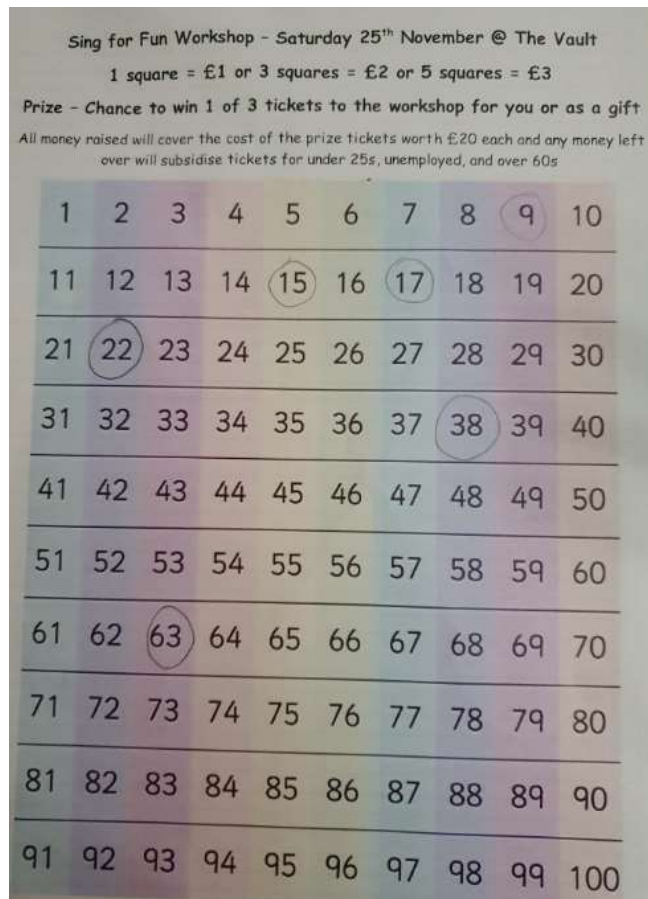 Sing for Fun Workshop - Saturday 25th November @ The Vault
1 square = £1 or 3 squares = £2 or 5 squares = £3
Prize - Chance to win 1 of 3 tickets to the workshop for you or as a gift
All money raised will cover the cost of the prize tickets worth £20 each and any money left
over will subsidise tickets for under 25s, unemployed, and over 60s
1 2 3 4 5 6 7 8 9 10
11 12 13 14 15 16 17 18 19 20
21 22 23 24 25 26 27 28 29 30
31 32 33 34 35 36 37 38 39 40
41 42 43 44 45 46 47 48 49 50
51 52 53 54 55 56 57 58 59 60
61 62 63 64 65 66 67 68 69 70
71 72 73 74 75 76 77 78 79 80
81 82 83 84 85 86 87 88 89 90
91 92 93 94 95 96 97 98 99 100